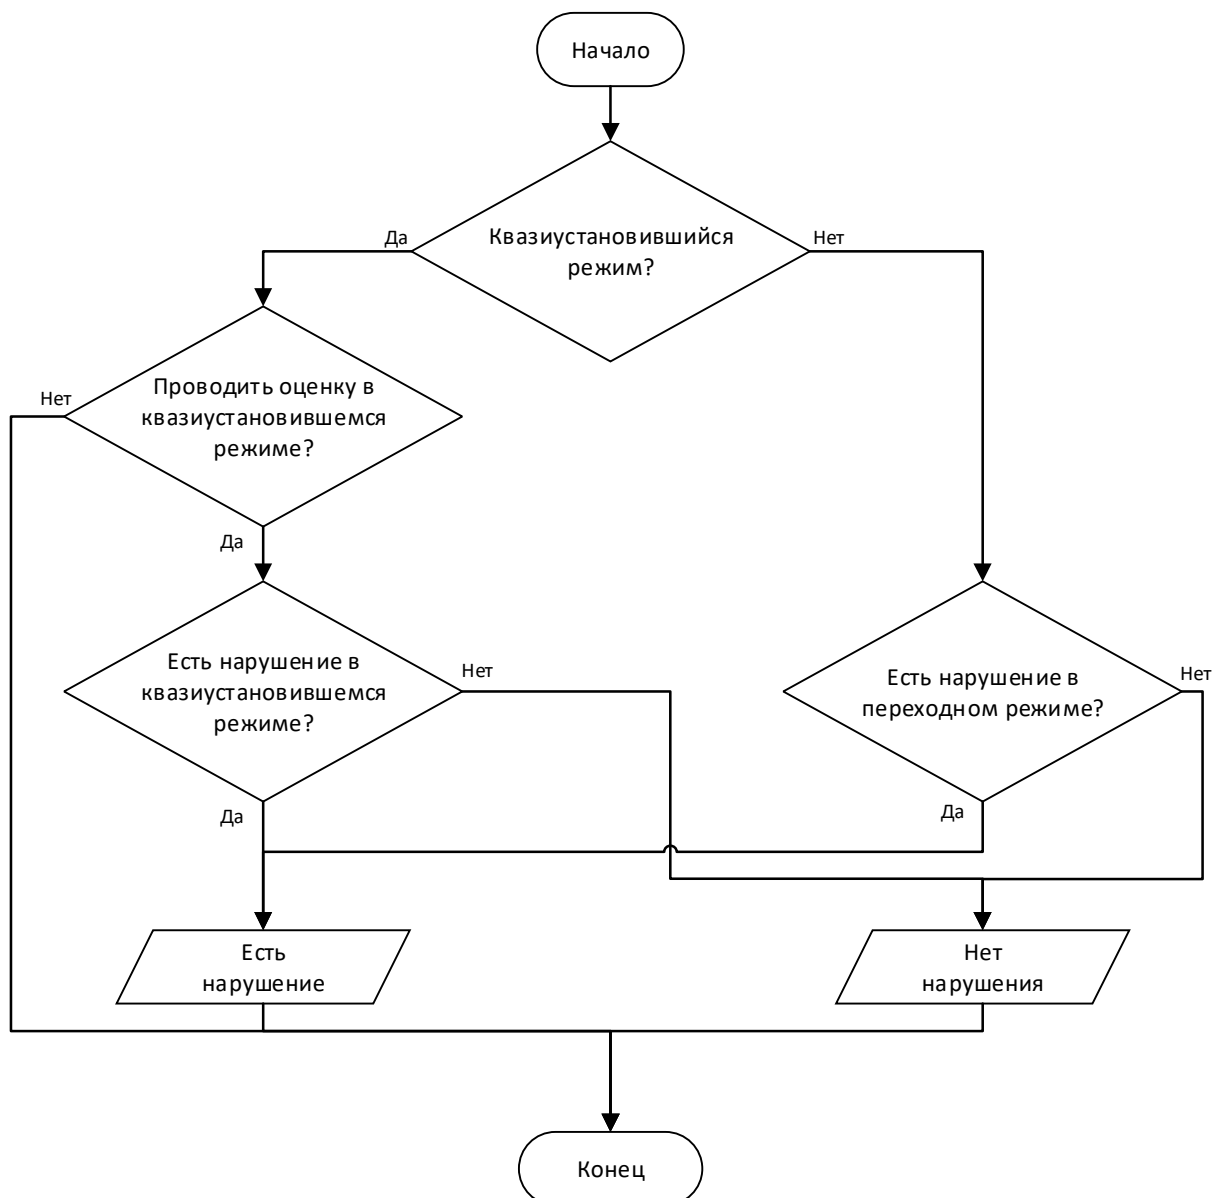 Начало
Да
Квазиустановившийся
режим?
Нет
Нет
Проводить оценку в
квазиустановившемся
режиме?
Да
Есть нарушение в
квазиустановившемся
режиме?
Нет
Есть нарушение в
переходном режиме?
Нет
Да
Да
Есть
нарушение
Нет
нарушения
Конец